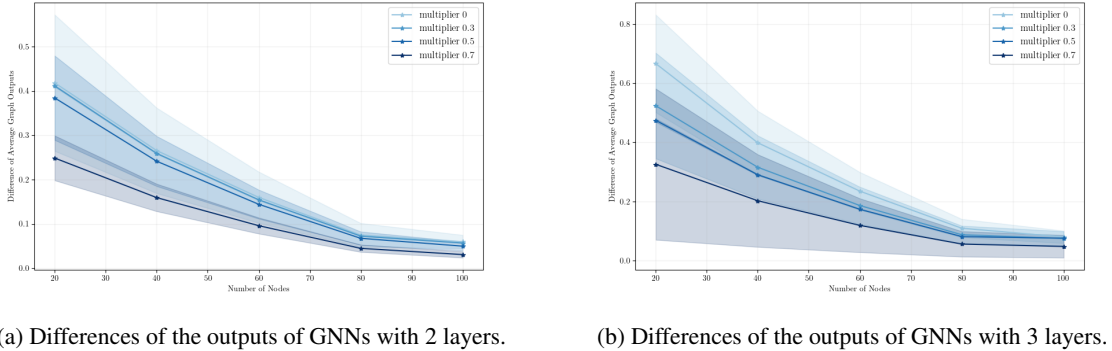 multiplier 0
multiplier 0.3
multiplier 0.5
multiplier 0.7
Difference of Average Graph Outputs
0.5
0.4
0.3
0.2
0.1
0.0
20 30 40 50 60 70 80 90 100
Number of Nodes
(a) Differences of the outputs of GNNs with 2 layers.
multiplier 0
multiplier 0.3
multiplier 0.5
multiplier 0.7
Difference of Average Graph Outputs
0.8
0.6
0.4
0.2
0.0
20 30 40 50 60 70 80 90 100
Number of Nodes
(b) Differences of the outputs of GNNs with 3 layers.